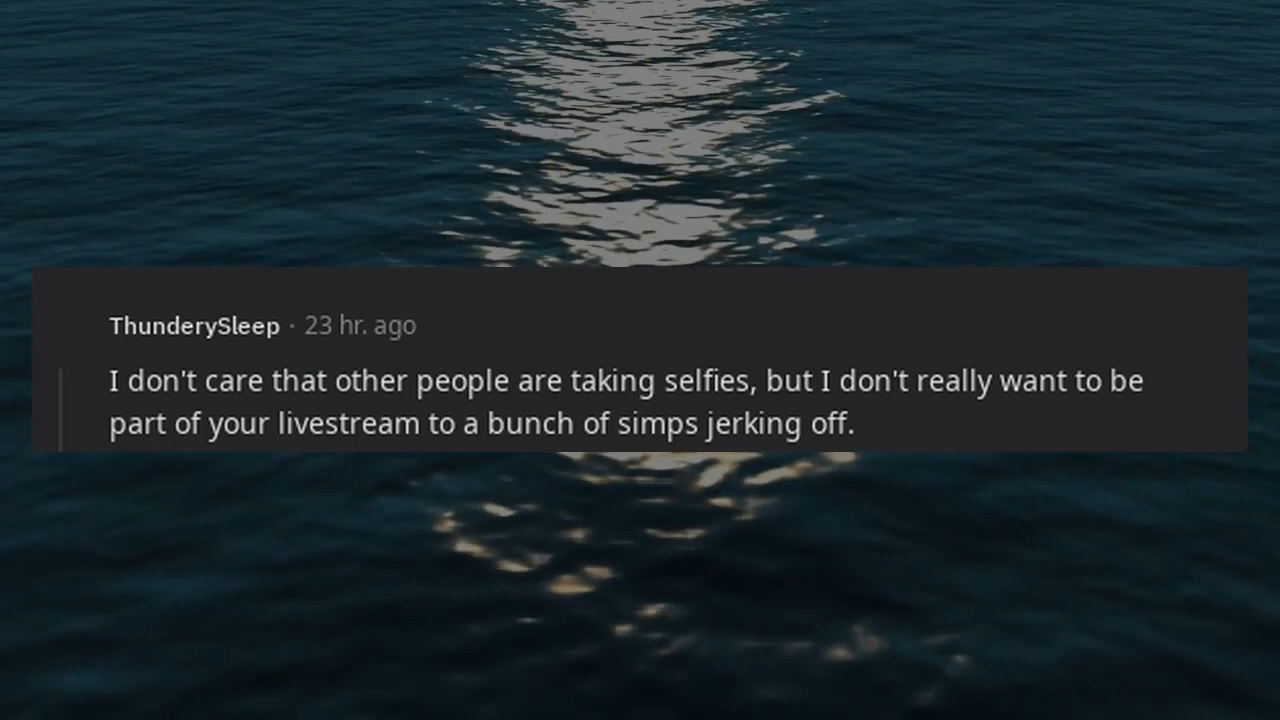 ThunderySleep · 23 hr. ago
I don't care that other people are taking selfies, but I don't really want to be
part of your livestream to a bunch of simps jerking off.